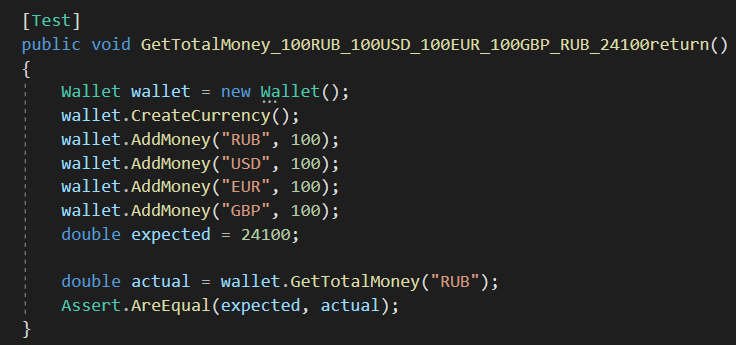 [Test]
public void GetTotalMoney_100RUB_100USD_100EUR_100GBP_RUB_24100return()
{
    Wallet wallet = new Wallet();
    wallet.CreateCurrency();
    wallet.AddMoney("RUB", 100);
    wallet.AddMoney("USD", 100);
    wallet.AddMoney("EUR", 100);
    wallet.AddMoney("GBP", 100);
    double expected = 24100;

    double actual = wallet.GetTotalMoney("RUB");
    Assert.AreEqual(expected, actual);
}